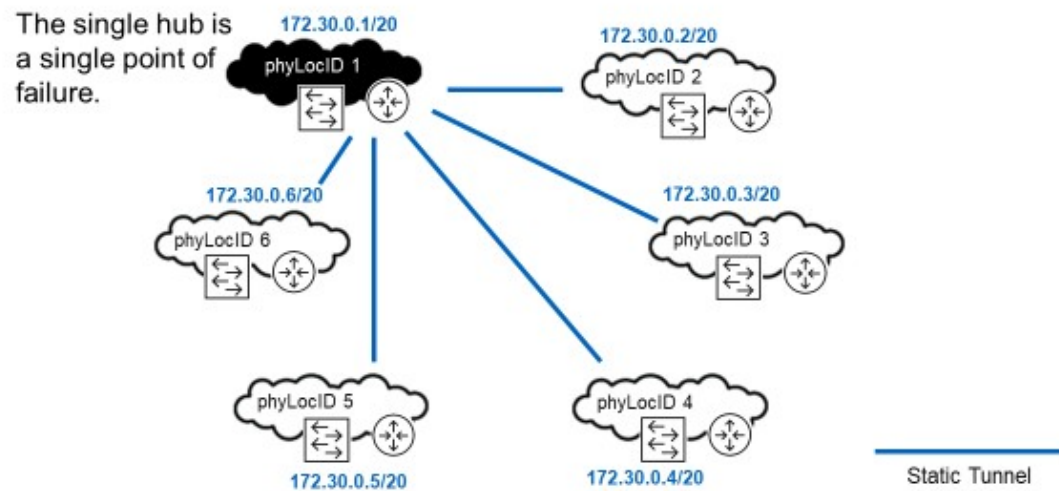 The single hub is
a single point of
failure.
172.30.0.1/20
phyLocID 1
172.30.0.2/20
phyLocID 2
172.30.0.6/20
phyLocID 6
172.30.0.3/20
phyLocID 3
phyLocID 5
172.30.0.5/20
phyLocID 4
172.30.0.4/20
Static Tunnel